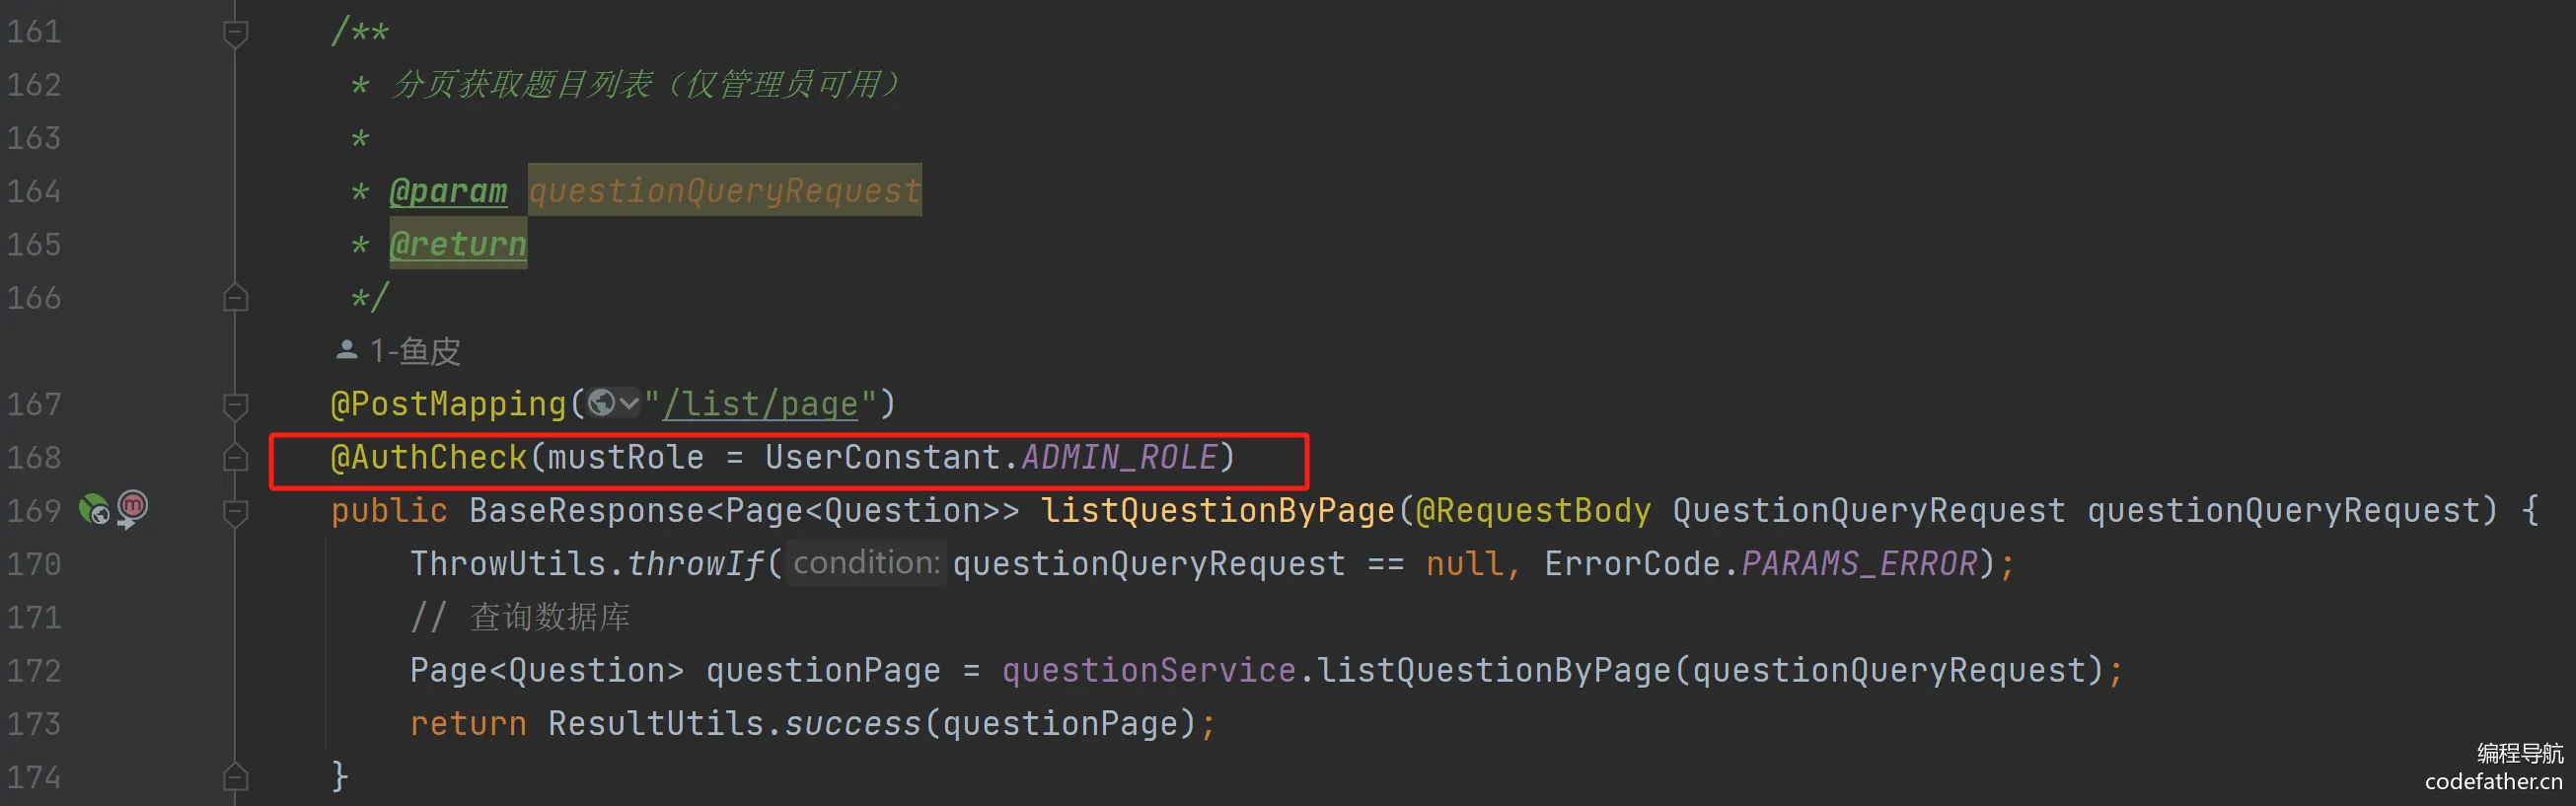 161 /**
162 * 分页获取题目列表（仅管理员可用）
163 *
164 * @param questionQueryRequest
165 * @return
166 */
1-鱼皮
167 @PostMapping("/list/page")
168 @AuthCheck(mustRole = UserConstant.ADMIN_ROLE)
169 public BaseResponse<Page<Question>> listQuestionByPage(@RequestBody QuestionQueryRequest questionQueryRequest) {
170 ThrowUtils.throwIf( condition: questionQueryRequest == null, ErrorCode.PARAMS_ERROR);
171 // 查询数据库
172 Page<Question> questionPage = questionService.listQuestionByPage(questionQueryRequest);
173 return ResultUtils.success(questionPage);
174 }
编程导航
codefather.cn